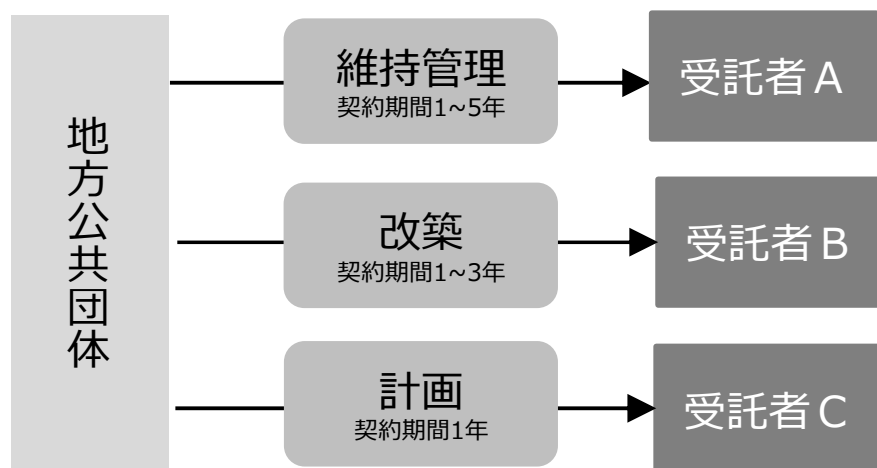 地方公共団体
維持管理
契約期間1~5年
受託者A
改築
契約期間1~3年
受託者B
計画
契約期間1年
受託者C